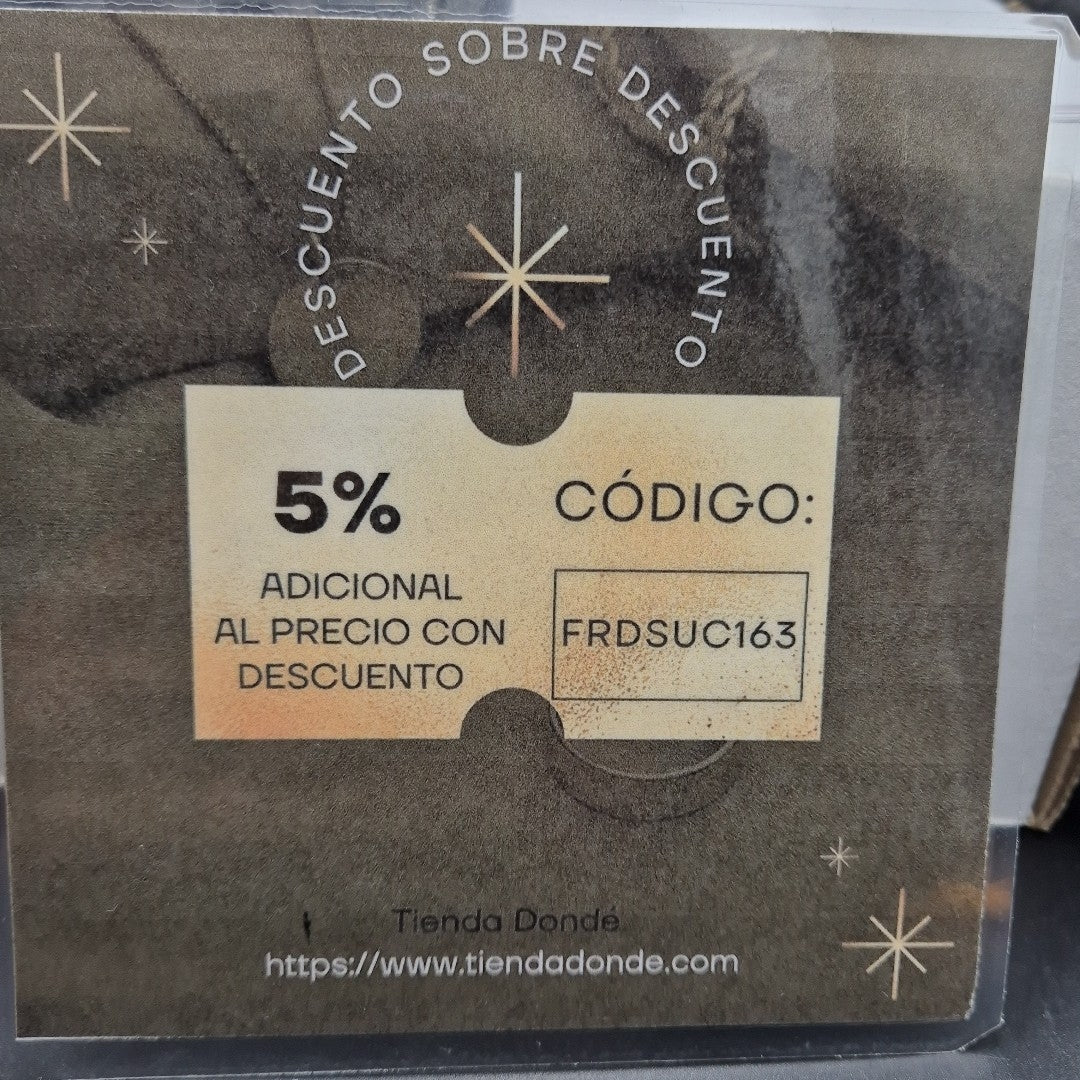 DESCUENTO SOBRE DESCUENTO
5%
ADICIONAL
AL PRECIO CON
DESCUENTO
CÓDIGO:
FRDSUC163
Tienda Dondé
https://www.tiendadonde.com